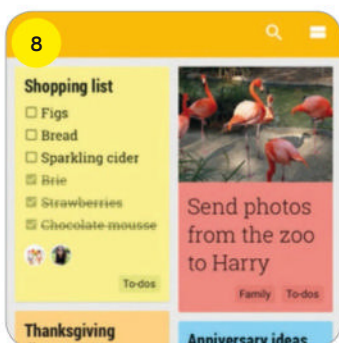 8
Shopping list
Figs
Bread
Sparkling cider
Brie
Strawberries
Chocolate mousse
To-dos
Send photos
from the zoo
to Harry
Family To-dos
Thanksgiving
Anniversary ideas